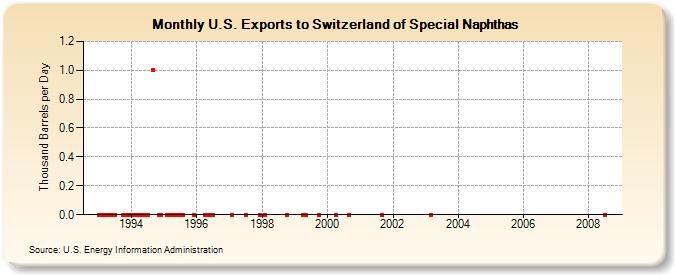 Monthly U.S. Exports to Switzerland of Special Naphthas
Thousand Barrels per Day
1.2
1.0
0.8
0.6
0.4
0.2
0.0
1994 1996 1998 2000 2002 2004 2006 2008
Source: U.S. Energy Information Administration